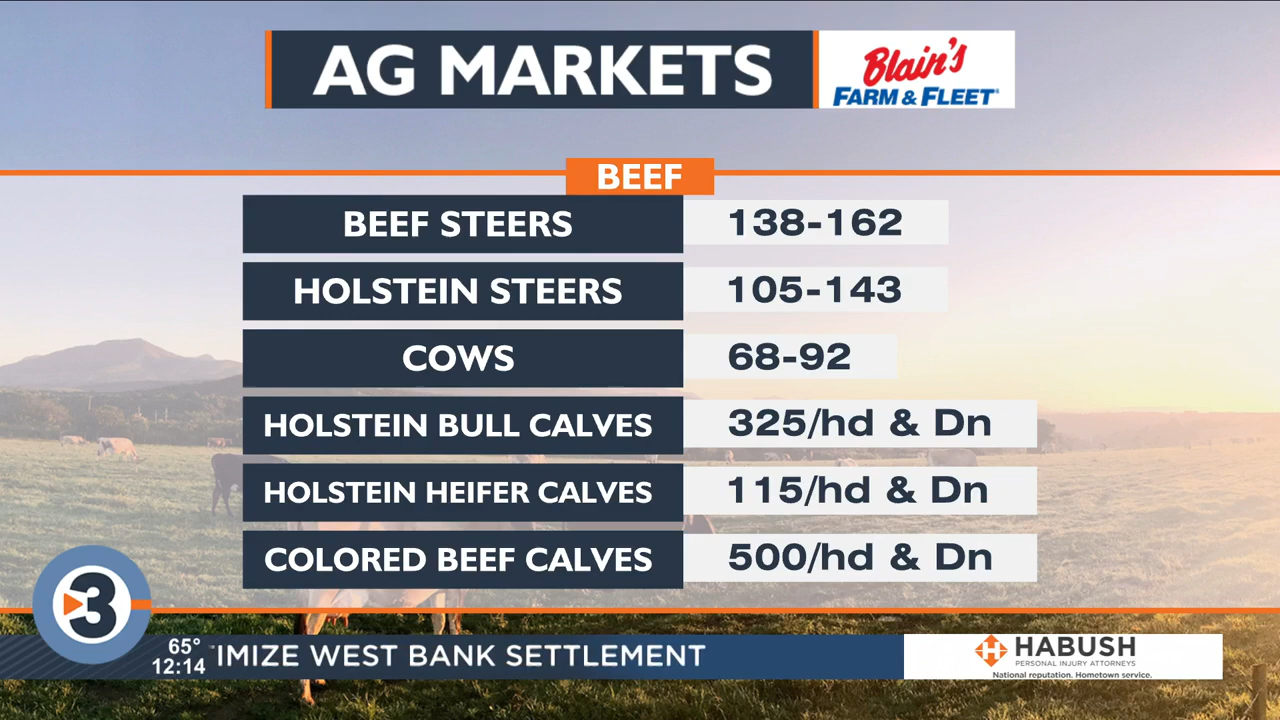 AG MARKETS
Blain's
FARM & FLEET
BEEF
BEEF STEERS 138-162
HOLSTEIN STEERS 105-143
COWS 68-92
HOLSTEIN BULL CALVES 325/hd & Dn
HOLSTEIN HEIFER CALVES 115/hd & Dn
COLORED BEEF CALVES 500/hd & Dn
3
65°
12:14
IMIZE WEST BANK SETTLEMENT
HABUSH
PERSONAL INJURY ATTORNEYS
National reputation. Hometown service.